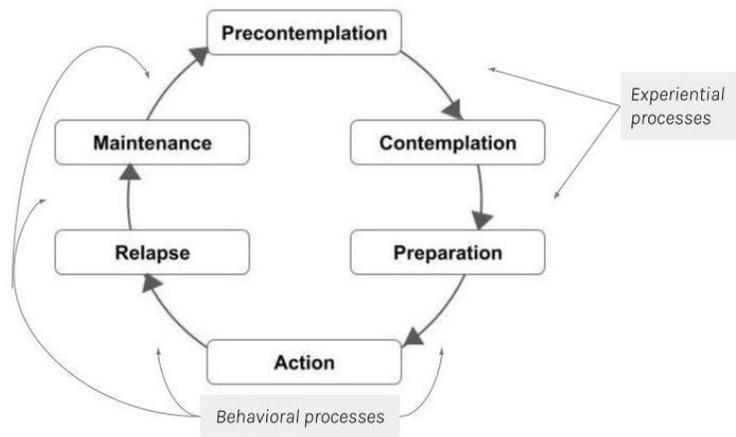 Precontemplation
Experiential
processes
Maintenance
Contemplation
Relapse
Preparation
Action
Behavioral processes